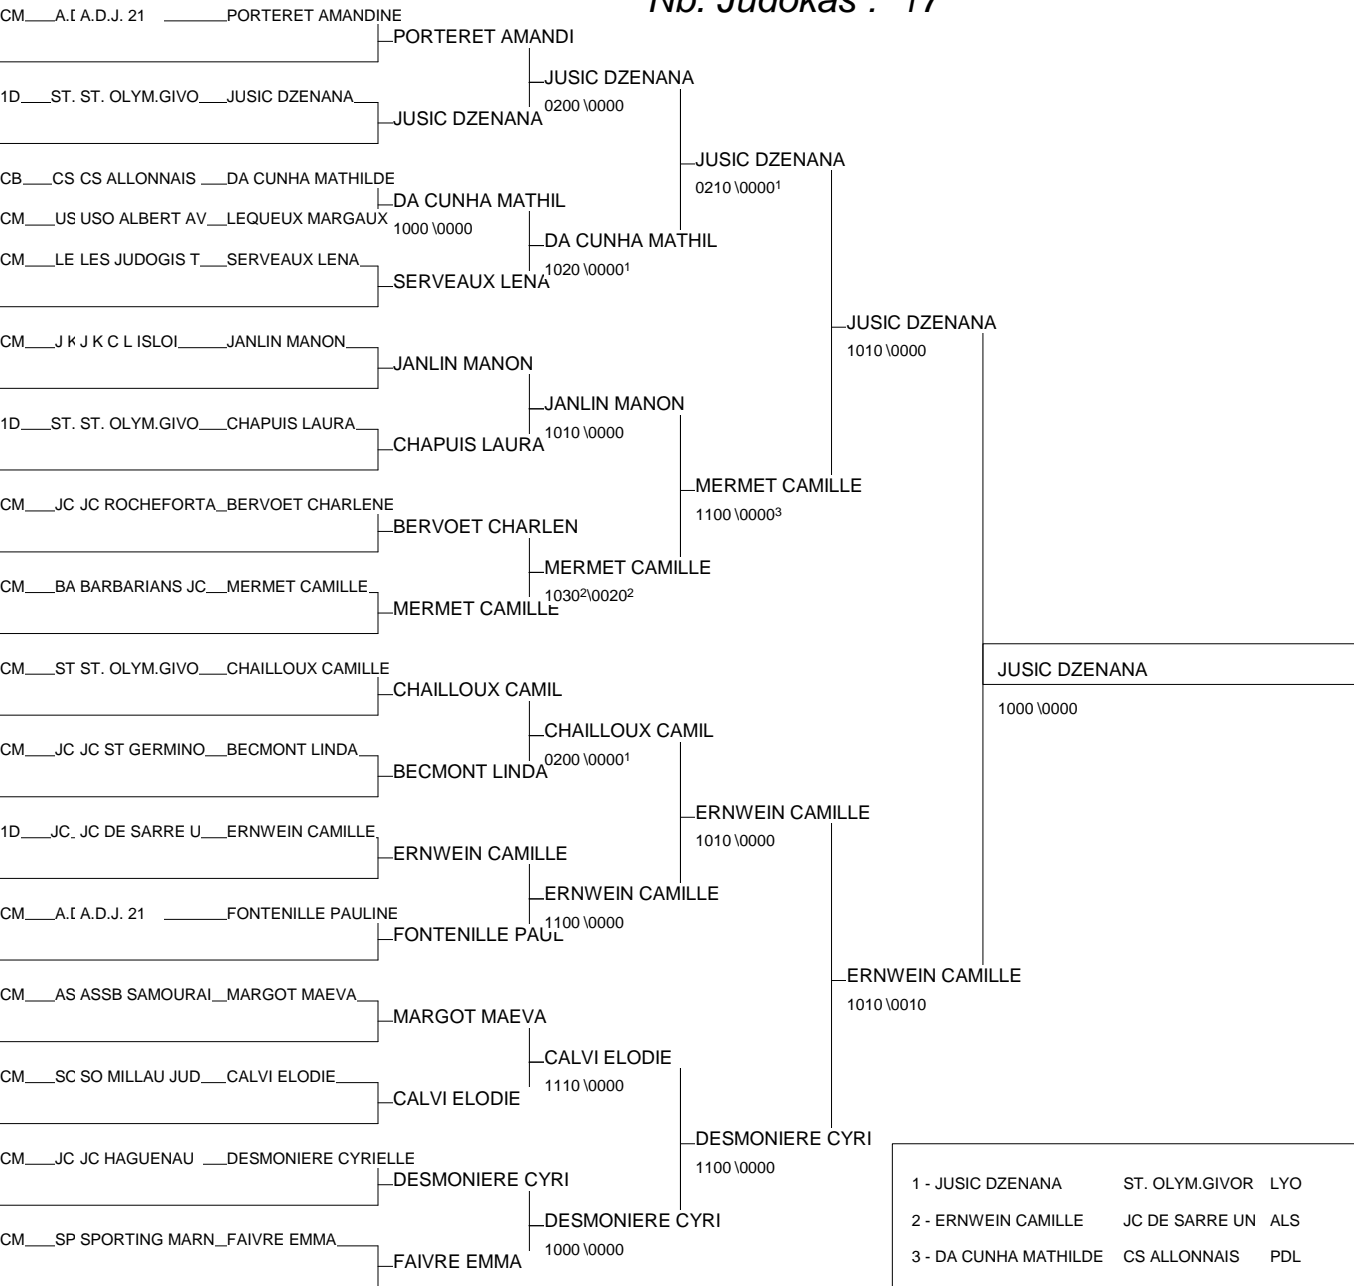 Nb. Judokas : 17
CM A.D A.D.J. 21 PORTERET AMANDINE
PORTERET AMANDI
JUSIC DZENANA
0200 \0000
1D ST. ST. OLYM.GIVO JUSIC DZENANA
JUSIC DZENANA
JUSIC DZENANA
0210 \00001
CB CS CS ALLONNAIS DA CUNHA MATHILDE
DA CUNHA MATHIL
1000 \0000
CM US USO ALBERT AV LEQUEUX MARGAUX
DA CUNHA MATHIL
1020 \00001
CM LE LES JUDOGIS T SERVEAUX LENA
SERVEAUX LENA
JUSIC DZENANA
1010 \0000
CM J K J K C L ISLOI JANLIN MANON
JANLIN MANON
JANLIN MANON
1010 \0000
1D ST. ST. OLYM.GIVO CHAPUIS LAURA
CHAPUIS LAURA
MERMET CAMILLE
1100 \00003
CM JC JC ROCHEFORTA BERVOET CHARLENE
BERVOET CHARLEN
MERMET CAMILLE
10302\00202
CM BA BARBARIANS JC MERMET CAMILLE
MERMET CAMILLE
JUSIC DZENANA
1000 \0000
CM ST ST. OLYM.GIVO CHAILLOUX CAMILLE
CHAILLOUX CAMIL
CHAILLOUX CAMIL
0200 \00001
CM JC JC ST GERMINO BECMONT LINDA
BECMONT LINDA
ERNWEIN CAMILLE
1010 \0000
1D JC JC DE SARRE U ERNWEIN CAMILLE
ERNWEIN CAMILLE
ERNWEIN CAMILLE
1100 \0000
CM A.D A.D.J. 21 FONTENILLE PAULINE
FONTENILLE PAUL
ERNWEIN CAMILLE
1010 \0010
CM AS ASSB SAMOURAI MARGOT MAEVA
MARGOT MAEVA
CALVI ELODIE
1110 \0000
CM SO SO MILLAU JUD CALVI ELODIE
CALVI ELODIE
DESMONIERE CYRI
1100 \0000
CM JC JC HAGUENAU DESMONIERE CYRIELLE
DESMONIERE CYRI
DESMONIERE CYRI
1000 \0000
CM SP SPORTING MARN FAIVRE EMMA
FAIVRE EMMA
1 - JUSIC DZENANA ST. OLYM.GIVOR LYO
2 - ERNWEIN CAMILLE JC DE SARRE UN ALS
3 - DA CUNHA MATHILDE CS ALLONNAIS PDL